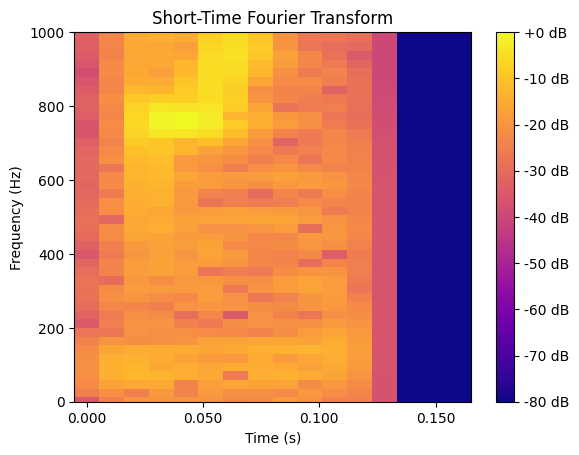 Short-Time Fourier Transform
Frequency (Hz)
1000
800
600
400
200
0
0.000
0.050
0.100
0.150
Time (s)
+0 dB
-10 dB
-20 dB
-30 dB
-40 dB
-50 dB
-60 dB
-70 dB
-80 dB